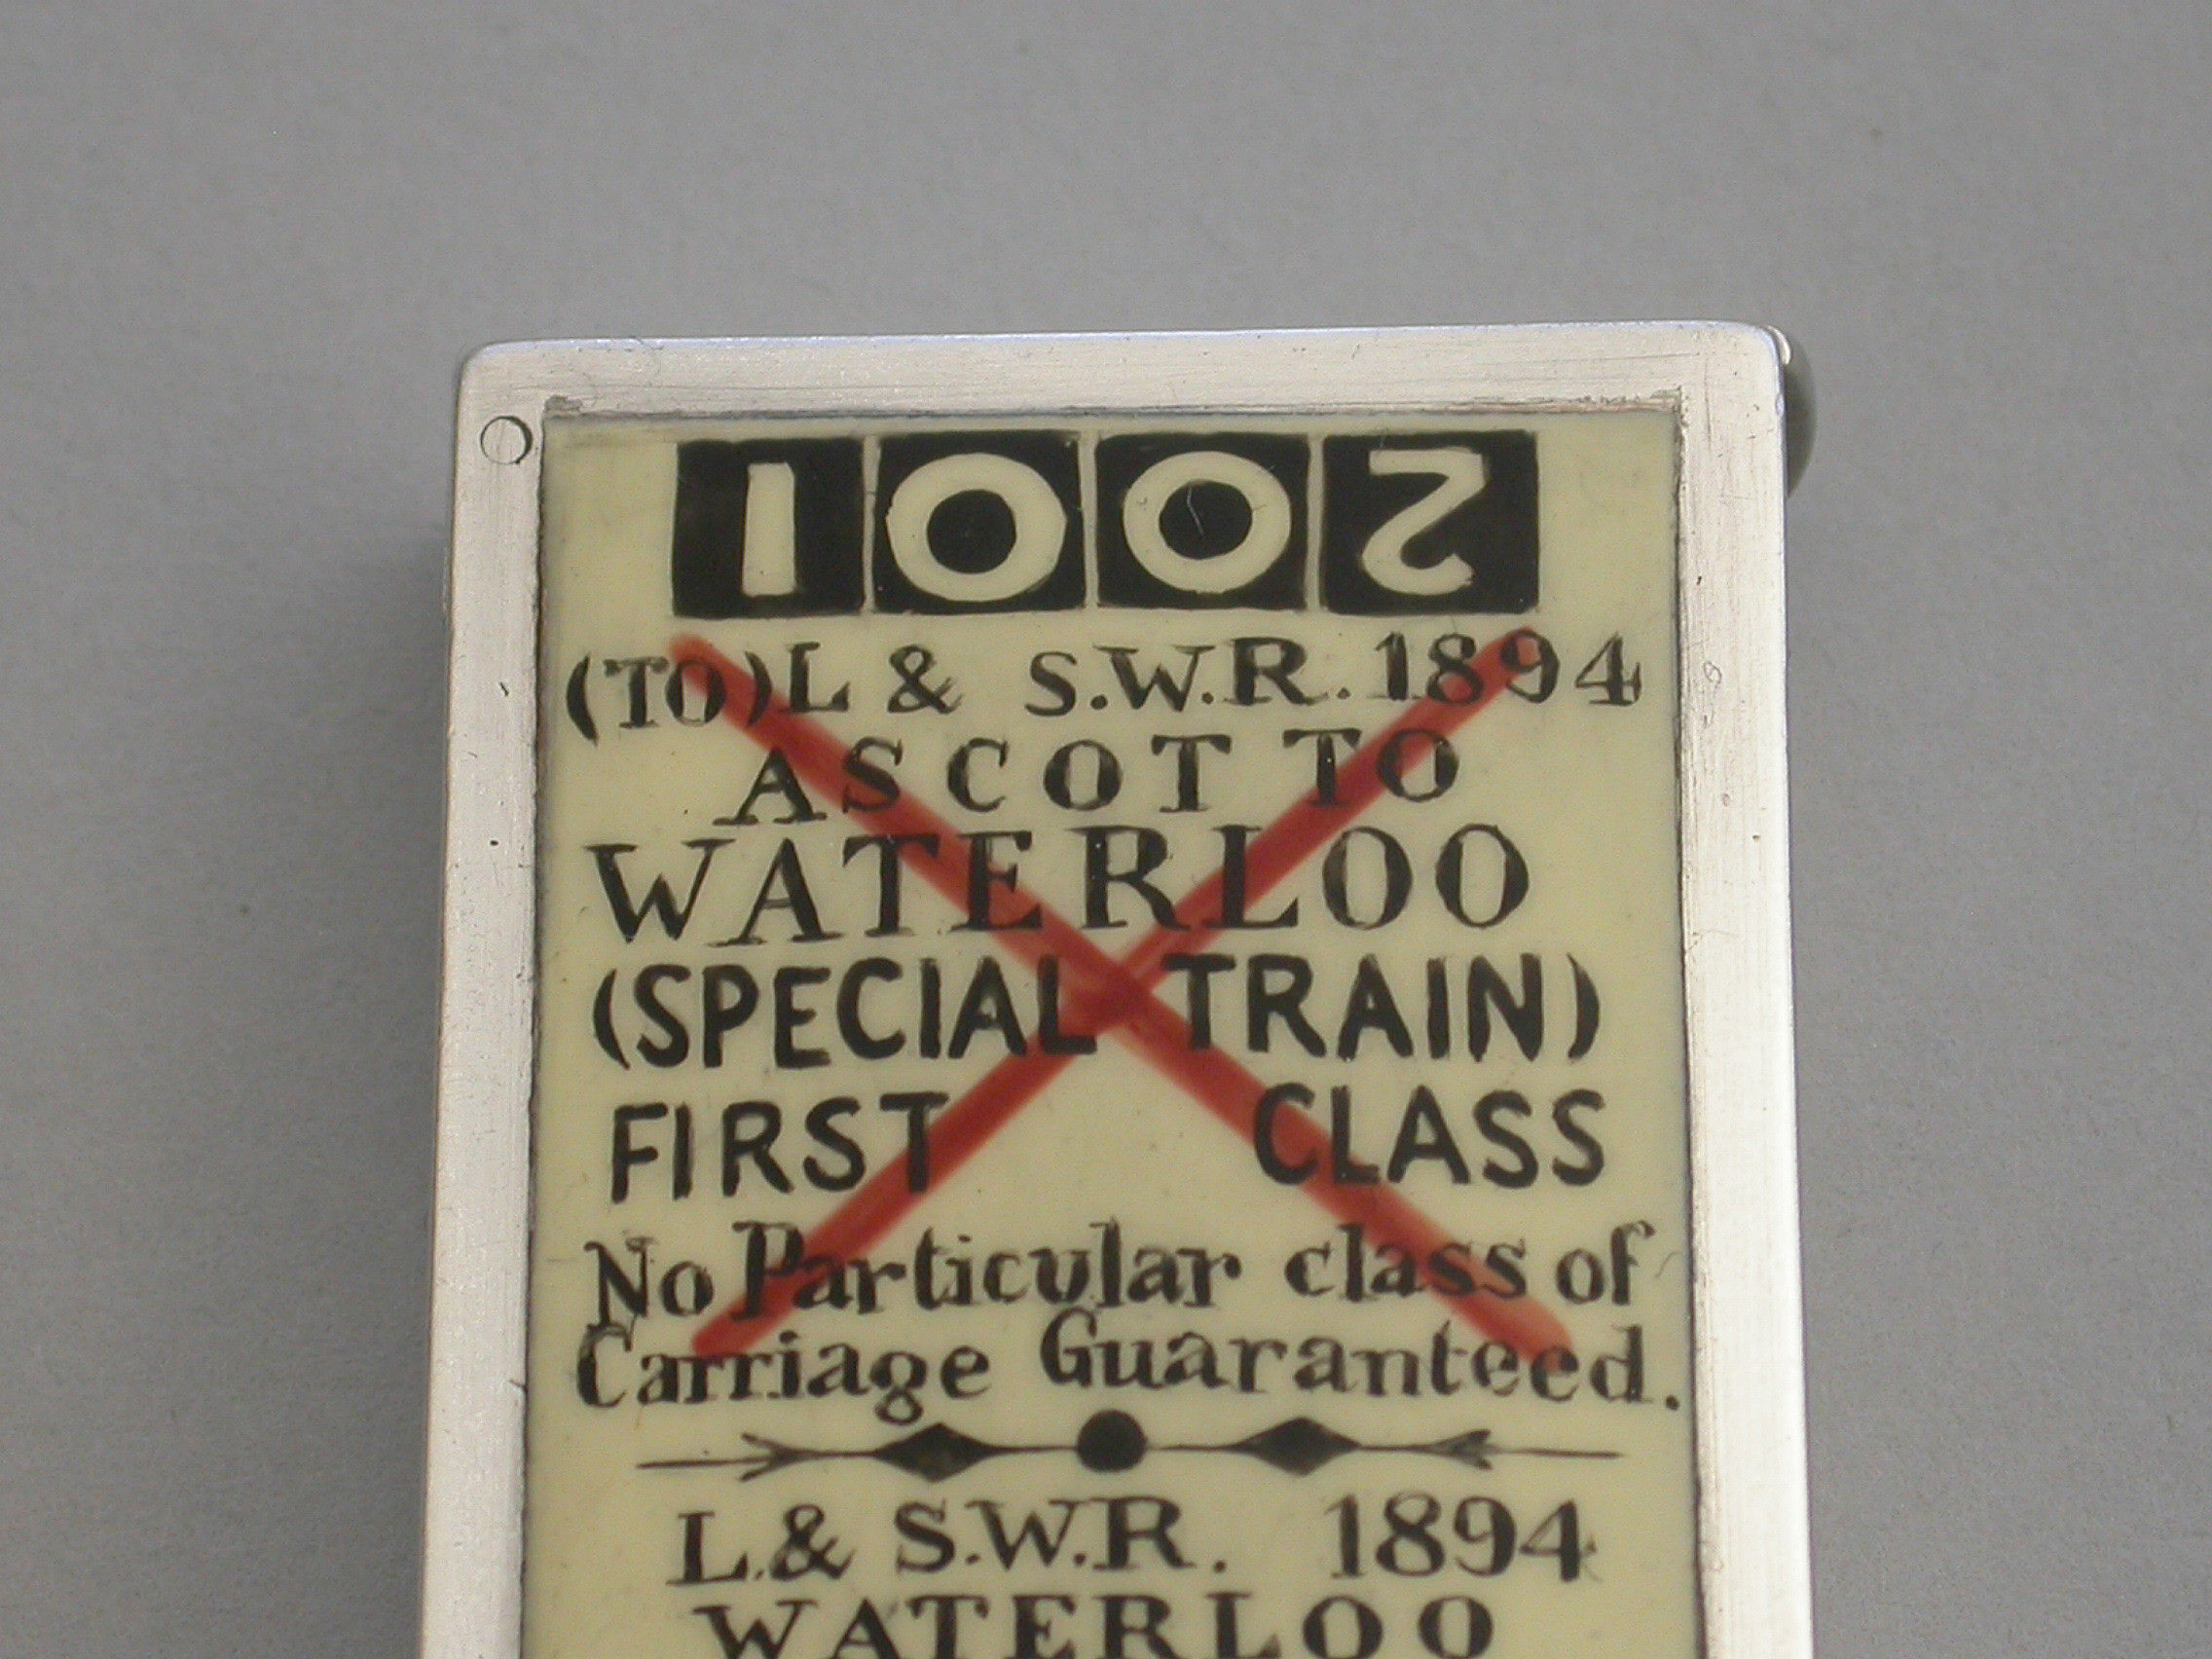 1002
(TO) L & S.W.R. 1894
ASCOT TO
WATERLOO
(SPECIAL TRAIN)
FIRST CLASS
No Particular class of
Carriage Guaranteed.
L.& S.W.R. 1894
WATERLOO